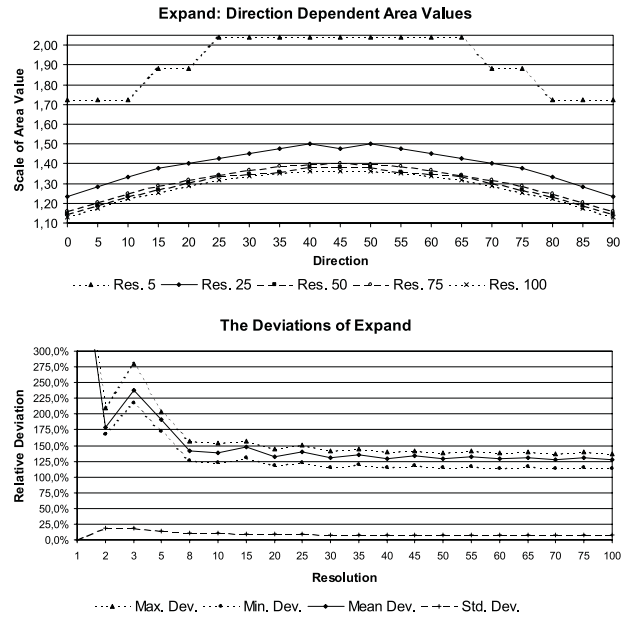 Expand: Direction Dependent Area Values
Scale of Area Value
2,00
1,90
1,80
1,70
1,60
1,50
1,40
1,30
1,20
1,10
0 5 10 15 20 25 30 35 40 45 50 55 60 65 70 75 80 85 90
Direction
Res. 5 Res. 25 Res. 50 Res. 75 Res. 100
The Deviations of Expand
Relative Deviation
300,0%
275,0%
250,0%
225,0%
200,0%
175,0%
150,0%
125,0%
100,0%
75,0%
50,0%
25,0%
0,0%
1 2 3 5 8 10 15 20 25 30 35 40 45 50 55 60 65 70 75 100
Resolution
Max. Dev. Min. Dev. Mean Dev. Std. Dev.